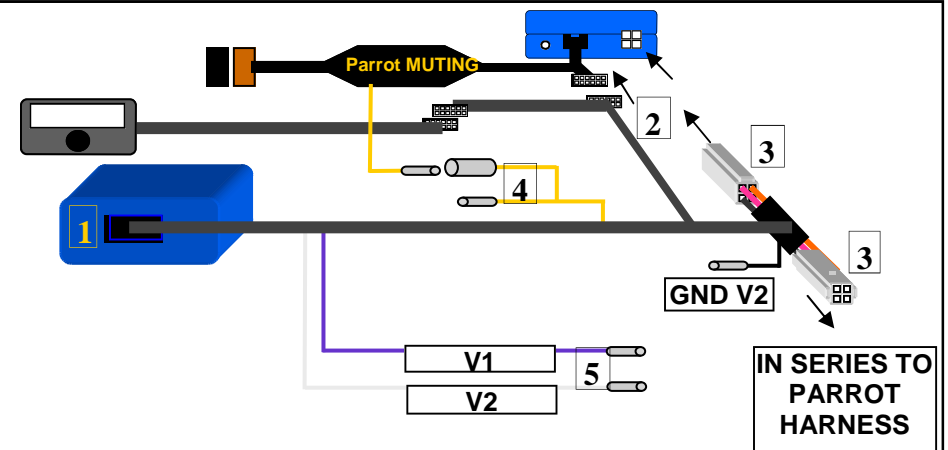 Parrot MUTING
2
3
4
1
3
GND V2
V1
5
V2
IN SERIES TO
PARROT
HARNESS